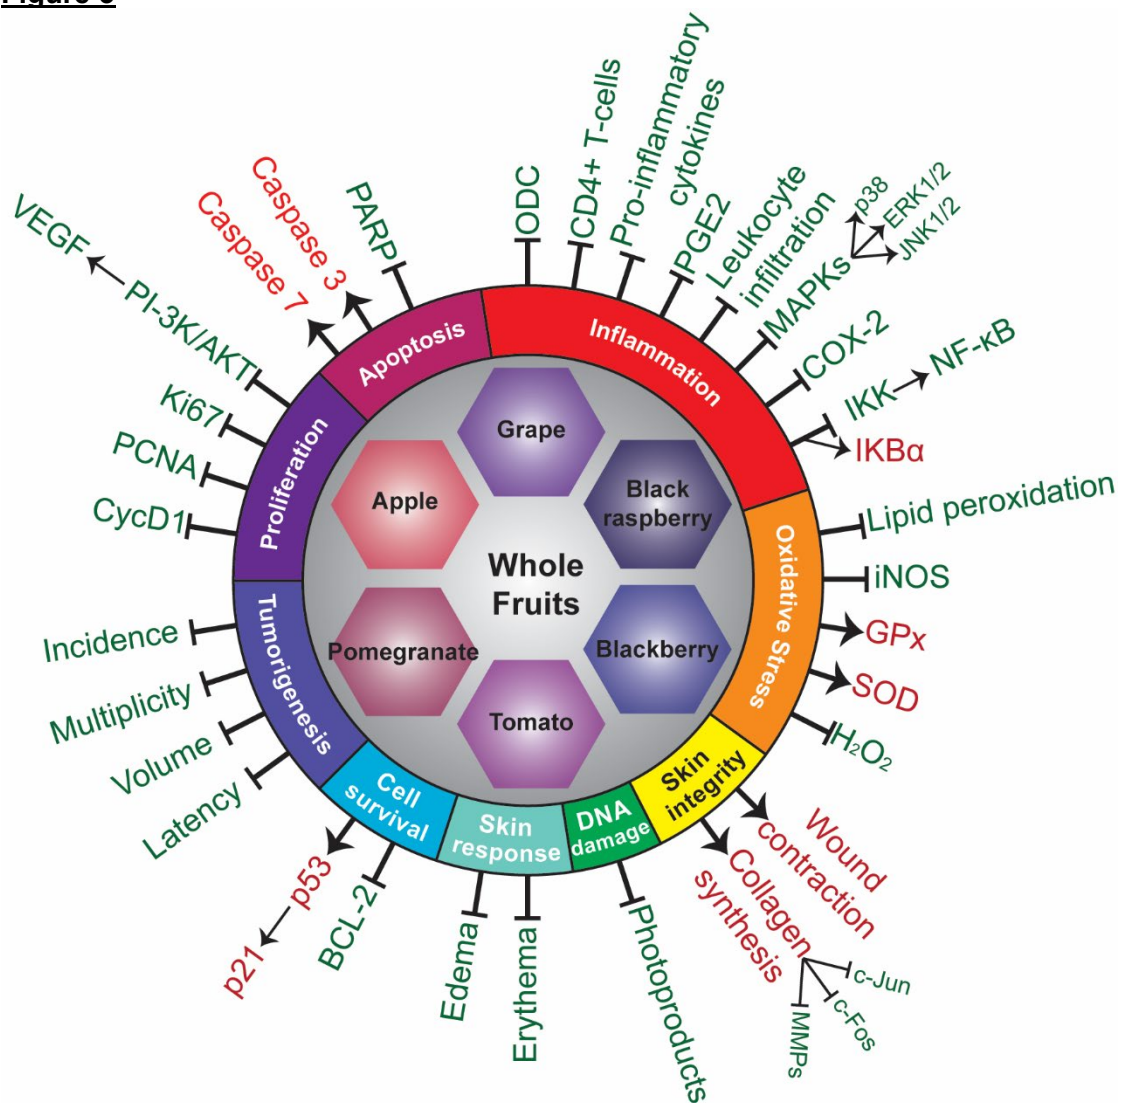 ODC
CD4+ T-cells
Pro-inflammatory
cytokines
PGE2
Leukocyte
infiltration
MAPKs
p38
ERK1/2
JNK1/2
COX-2
IKK
NF-κB
IKBα
Lipid peroxidation
iNOS
GPx
SOD
H₂O₂
Wound
contraction
Collagen
synthesis
c-Jun
c-Fos
MMPs
Photoproducts
Erythema
Edema
BCL-2
p53
p21
Latency
Volume
Multiplicity
Incidence
CycD1
PCNA
Ki67
PI-3K/AKT
VEGF
Caspase 7
Caspase 3
PARP
Inflammation
Oxidative Stress
Skin
integrity
DNA
damage
Skin
response
Cell
survival
Tumorigenesis
Proliferation
Apoptosis
Grape
Black
raspberry
Blackberry
Tomato
Pomegranate
Apple
Whole
Fruits